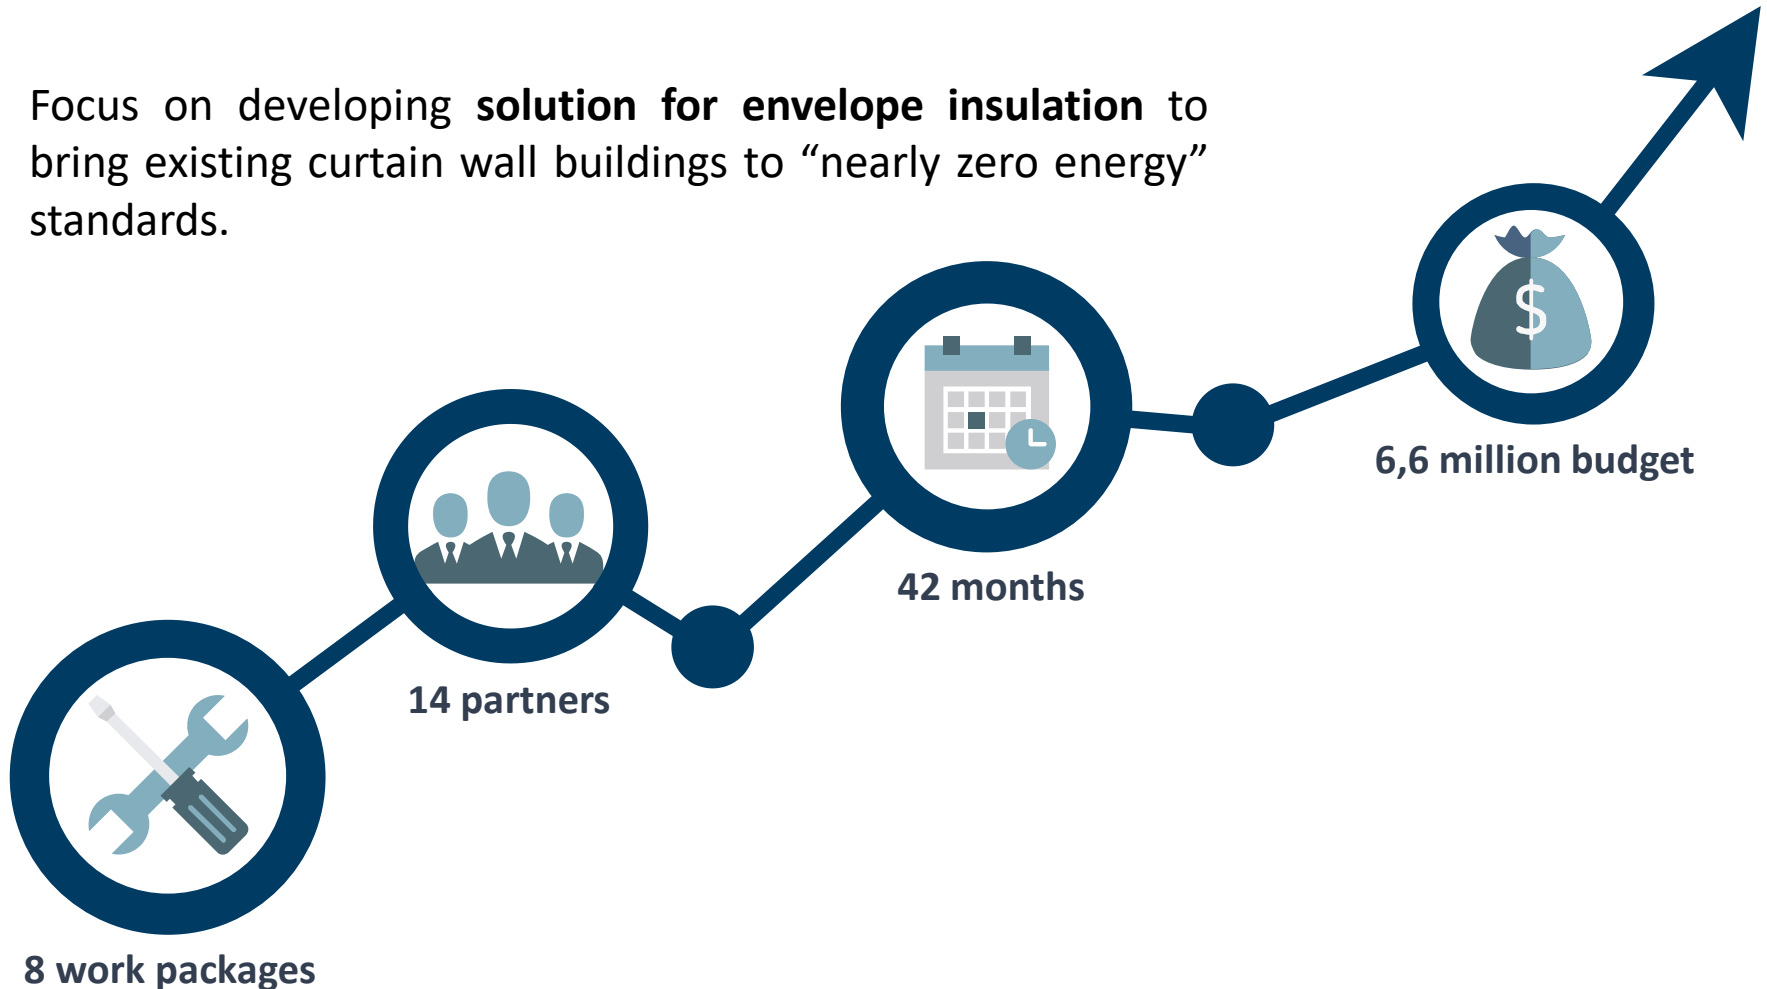 Focus on developing solution for envelope insulation to
bring existing curtain wall buildings to “nearly zero energy”
standards.
$
6,6 million budget
42 months
14 partners
8 work packages